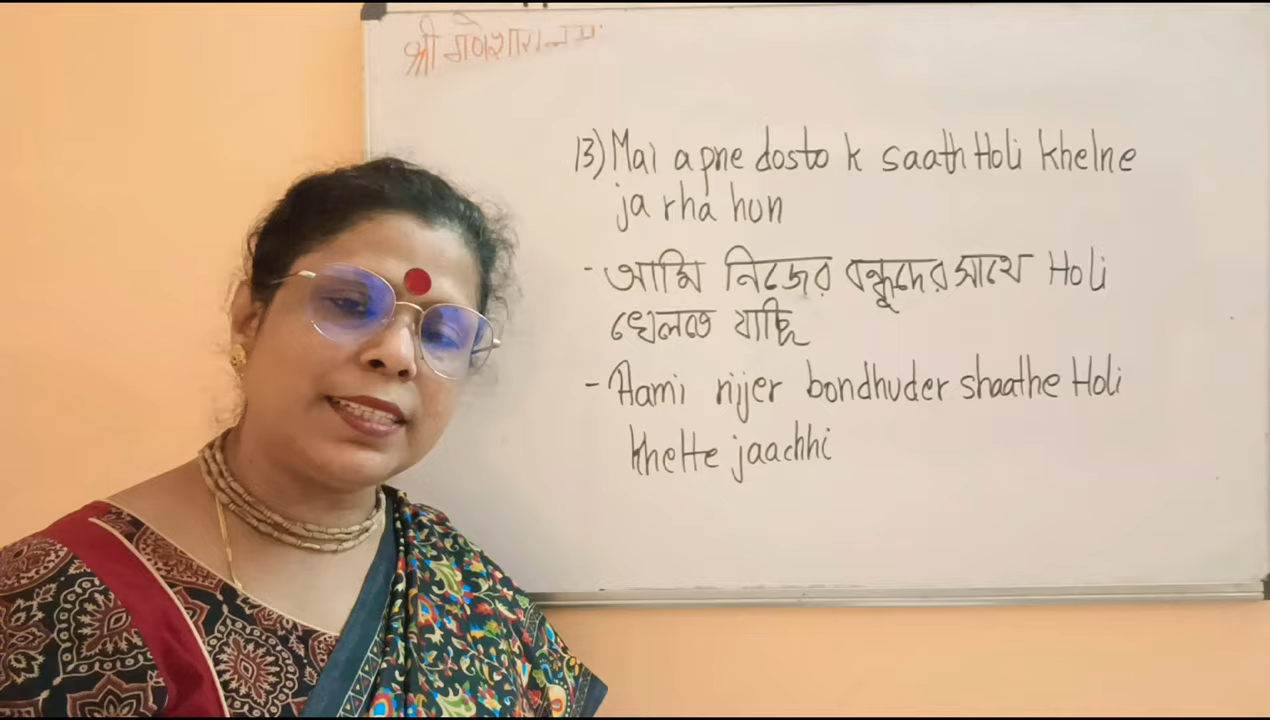 13) Mai apne dosto k saath Holi khelne
ja rha hun
- আমি নিজের বন্ধুদের সাথে Holi
খেলতে যাচ্ছি
- Aami nijer bondhuder shaathe Holi
khelte jaachhi